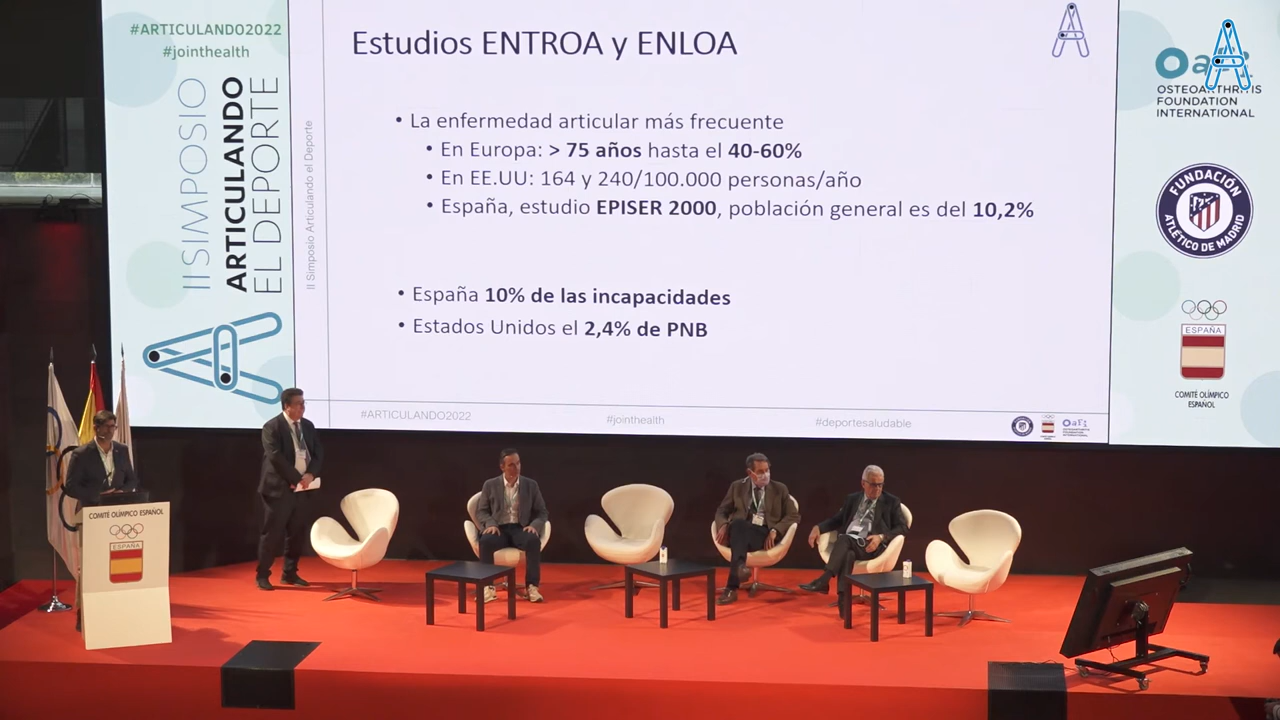 #ARTICULANDO2022
#jointhealth
II SIMPOSIO
ARTICULANDO
EL DEPORTE
II Simposio Articulando el Deporte
Estudios ENTROA y ENLOA
• La enfermedad articular más frecuente
• En Europa: > 75 años hasta el 40-60%
• En EE.UU: 164 y 240/100.000 personas/año
• España, estudio EPISER 2000, población general es del 10,2%
• España 10% de las incapacidades
• Estados Unidos el 2,4% de PNB
#ARTICULANDO2022
#jointhealth
#deportesaludable
OSTEOARTHRITIS
FOUNDATION
INTERNATIONAL
FUNDACIÓN
ATLÉTICO DE MADRID
ESPAÑA
COMITÉ OLÍMPICO
ESPAÑOL
COMITÉ OLÍMPICO ESPAÑOL
ESPAÑA